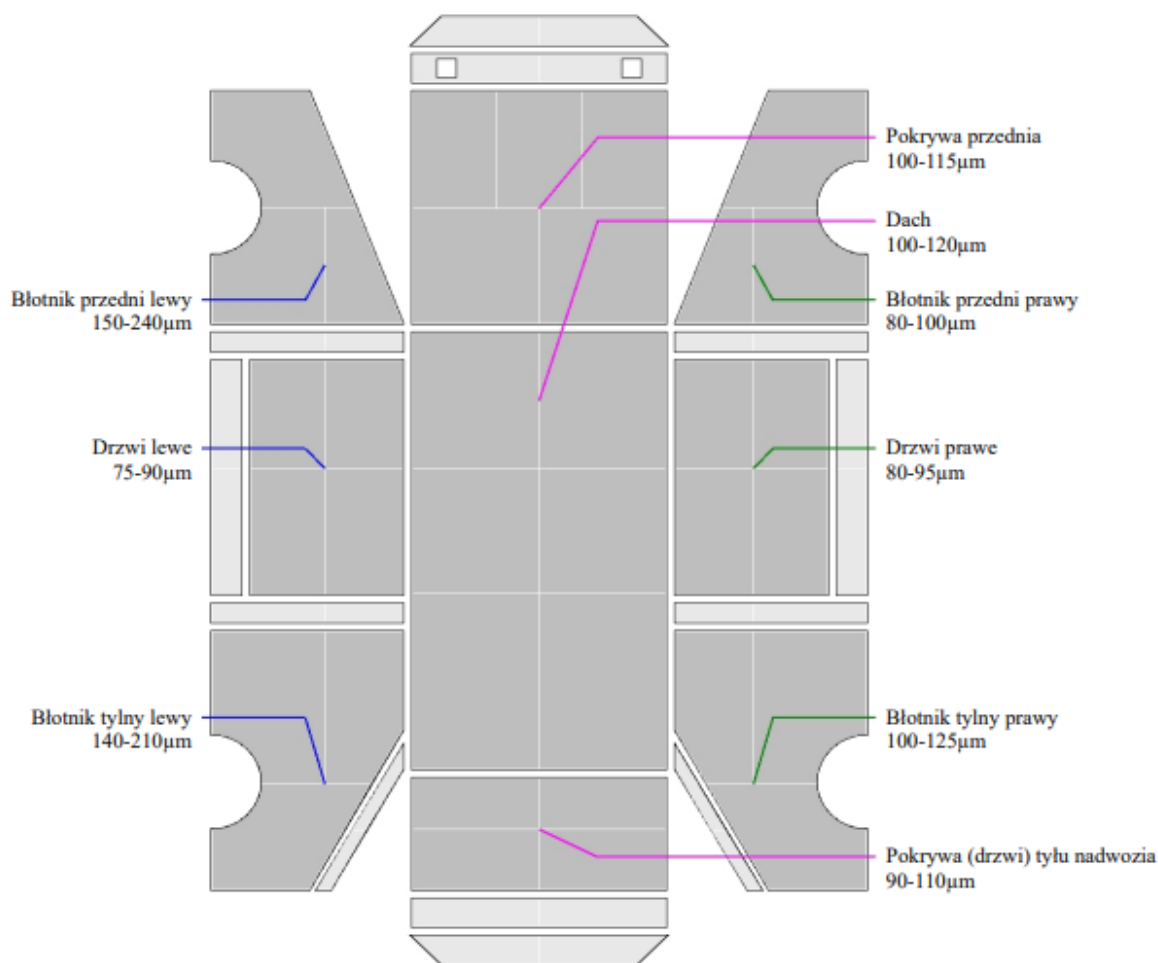 Pokrywa przednia
100-115µm
Dach
100-120µm
Błotnik przedni lewy
150-240µm
Błotnik przedni prawy
80-100µm
Drzwi lewe
75-90µm
Drzwi prawe
80-95µm
Błotnik tylny lewy
140-210µm
Błotnik tylny prawy
100-125µm
Pokrywa (drzwi) tyłu nadwozia
90-110µm